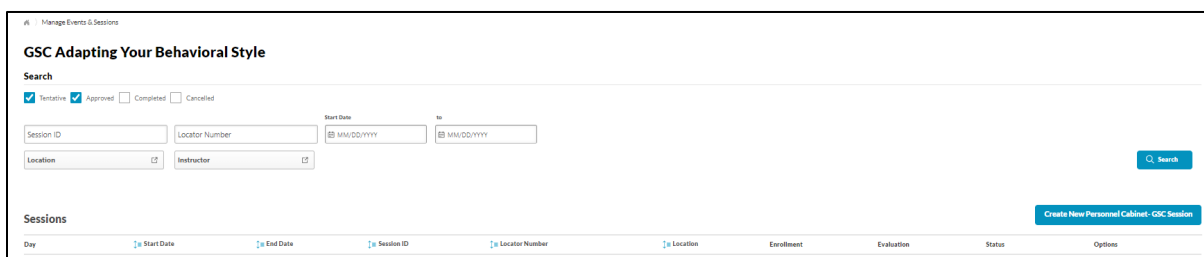 Manage Events & Sessions
GSC Adapting Your Behavioral Style
Search
Tentative Approved Completed Cancelled
Start Date to
Session ID Locator Number MM/DD/YYYY MM/DD/YYYY
Location Instructor Search
Sessions Create New Personnel Cabinet- GSC Session
Day Start Date End Date Session ID Locator Number Location Enrollment Evaluation Status Options